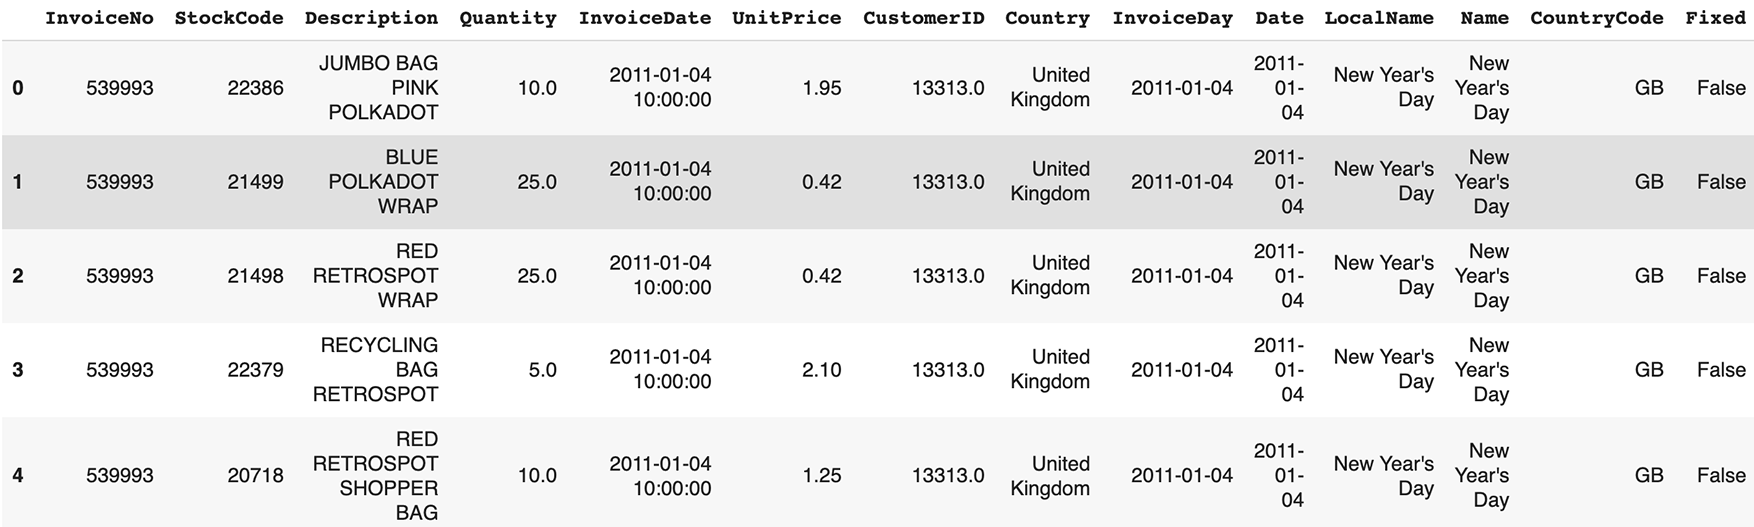 InvoiceNo StockCode Description Quantity InvoiceDate UnitPrice CustomerID Country InvoiceDay Date LocalName Name CountryCode Fixed
0 539993 22386 JUMBO BAG PINK POLKADOT 10.0 2011-01-04 10:00:00 1.95 13313.0 United Kingdom 2011-01-04 2011-01-04 New Year's Day New Year's Day GB False
1 539993 21499 BLUE POLKADOT WRAP 25.0 2011-01-04 10:00:00 0.42 13313.0 United Kingdom 2011-01-04 2011-01-04 New Year's Day New Year's Day GB False
2 539993 21498 RED RETROSPOT WRAP 25.0 2011-01-04 10:00:00 0.42 13313.0 United Kingdom 2011-01-04 2011-01-04 New Year's Day New Year's Day GB False
3 539993 22379 RECYCLING BAG RETROSPOT 5.0 2011-01-04 10:00:00 2.10 13313.0 United Kingdom 2011-01-04 2011-01-04 New Year's Day New Year's Day GB False
4 539993 20718 RED RETROSPOT SHOPPER BAG 10.0 2011-01-04 10:00:00 1.25 13313.0 United Kingdom 2011-01-04 2011-01-04 New Year's Day New Year's Day GB False